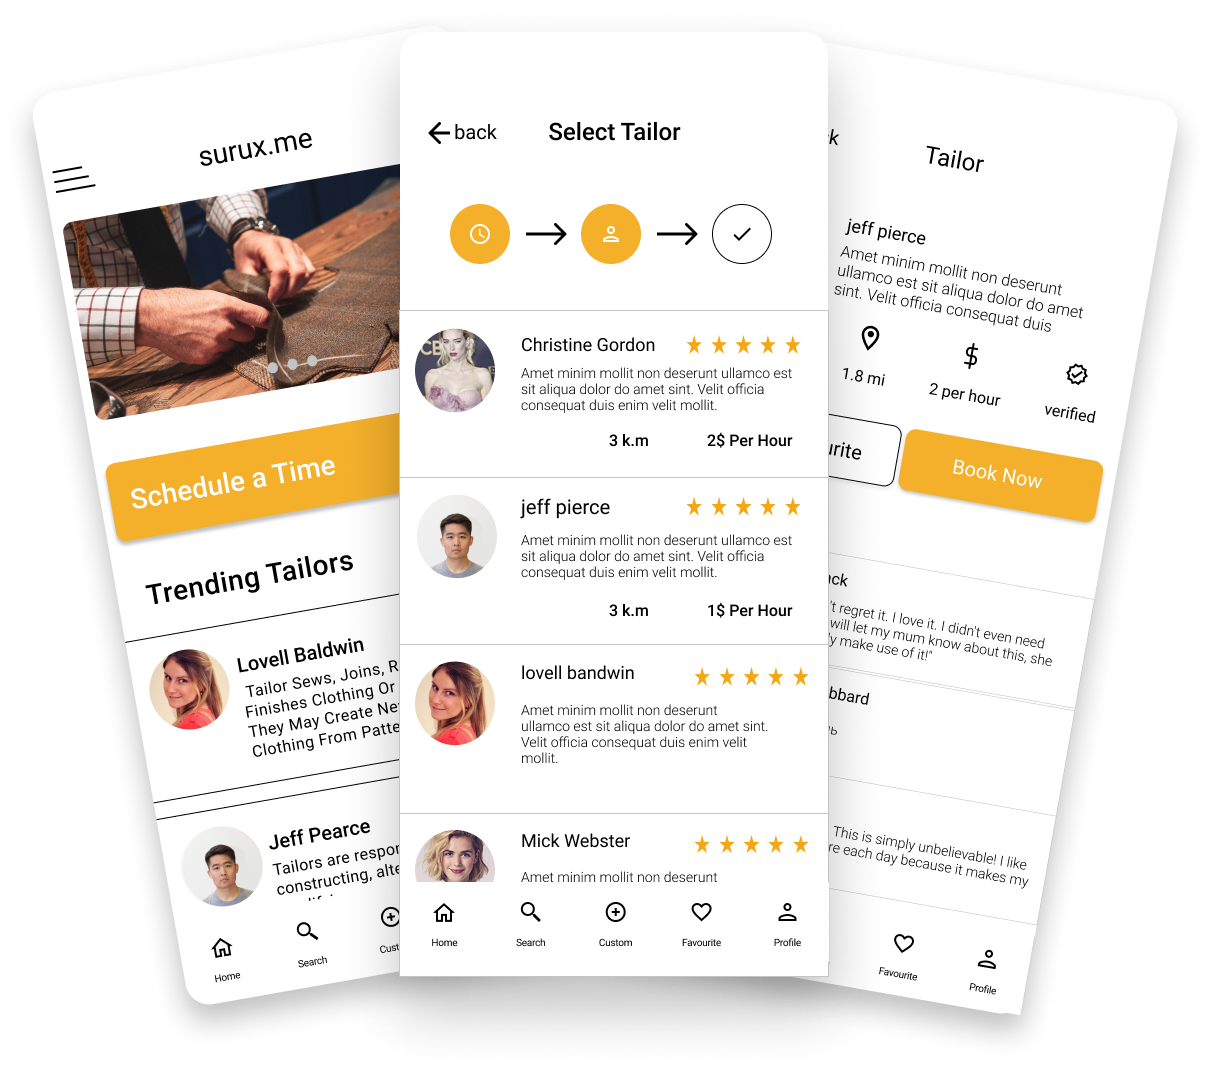 surux.me
Schedule a Time
Trending Tailors
Lovell Baldwin
Tailor Sews, Joins, R
Finishes Clothing Or
They May Create Ne
Clothing From Patte
Jeff Pearce
Tailors are respor
constructing, alte
Home
Search
Cust
back
Select Tailor
Christine Gordon
Amet minim mollit non deserunt ullamco est
sit aliqua dolor do amet sint. Velit officia
consequat duis enim velit mollit.
3 k.m
2$ Per Hour
jeff pierce
Amet minim mollit non deserunt ullamco est
sit aliqua dolor do amet sint. Velit officia
consequat duis enim velit mollit.
3 k.m
1$ Per Hour
lovell bandwin
Amet minim mollit non deserunt
ullamco est sit aliqua dolor do amet sint.
Velit officia consequat duis enim velit
mollit.
Mick Webster
Amet minim mollit non deserunt
Home
Search
Custom
Favourite
Profile
k
Tailor
jeff pierce
Amet minim mollit non deserunt
ullamco est sit aliqua dolor do amet
sint. Velit officia consequat duis
1.8 mi
$
2 per hour
verified
urite
Book Now
ack
't regret it. I love it. I didn't even need
will let my mum know about this, she
ly make use of it!"
bbard
This is simply unbelievable! I like
re each day because it makes my
Favourite
Profile